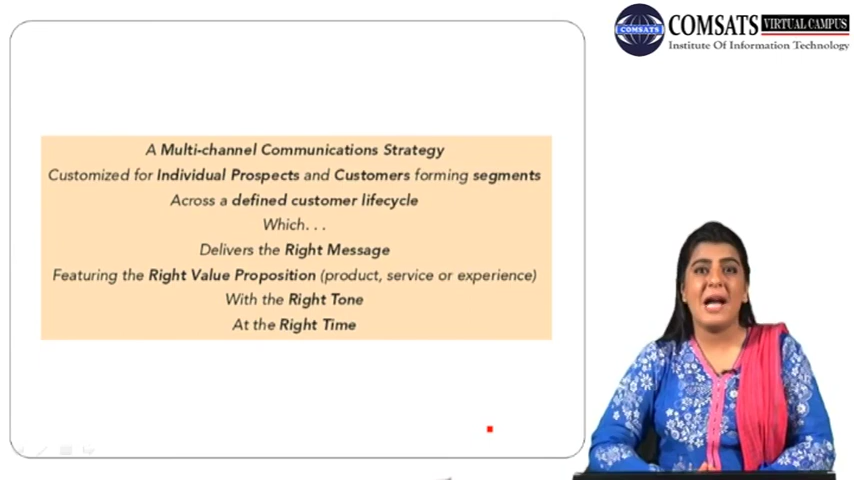 COMSATS VIRTUAL CAMPUS
Institute Of Information Technology
COMSATS
A Multi-channel Communications Strategy
Customized for Individual Prospects and Customers forming segments
Across a defined customer lifecycle
Which. . .
Delivers the Right Message
Featuring the Right Value Proposition (product, service or experience)
With the Right Tone
At the Right Time